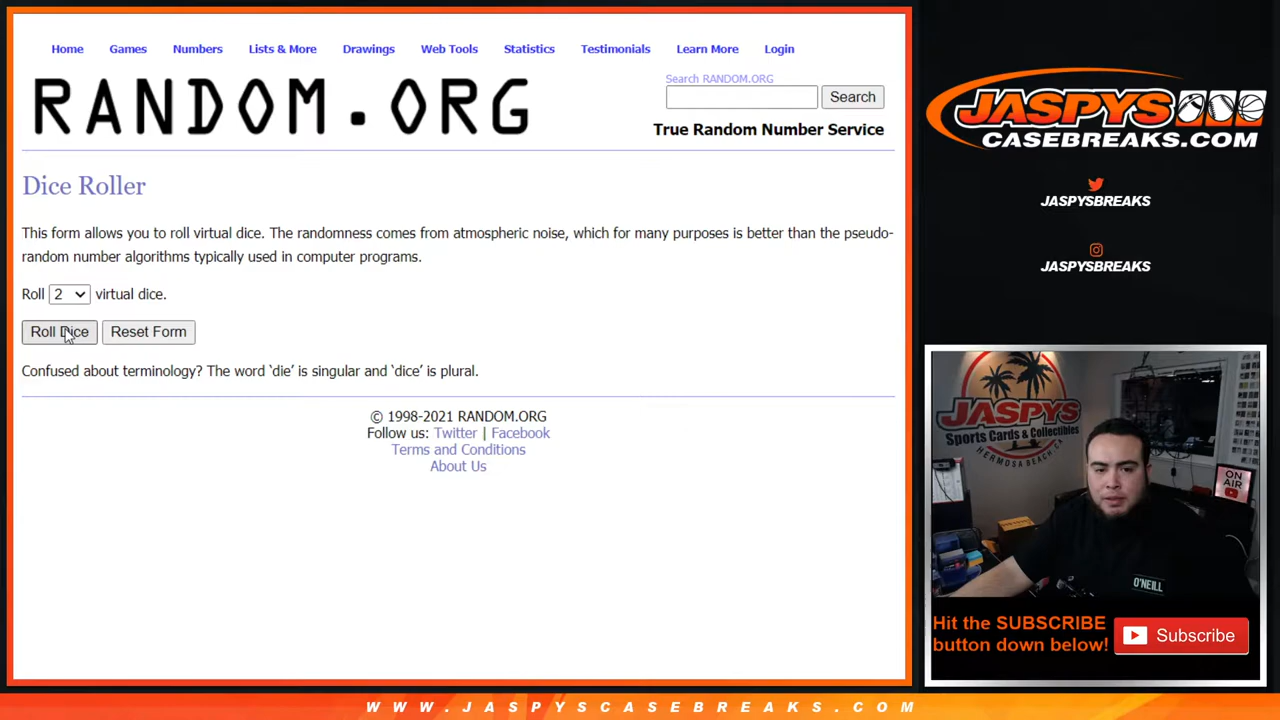 Home Games Numbers Lists & More Drawings Web Tools Statistics Testimonials Learn More Login
RANDOM.ORG
Search RANDOM.ORG
Search
True Random Number Service
Dice Roller
This form allows you to roll virtual dice. The randomness comes from atmospheric noise, which for many purposes is better than the pseudo-
random number algorithms typically used in computer programs.
Roll 2 virtual dice.
Roll Dice Reset Form
Confused about terminology? The word ‘die’ is singular and ‘dice’ is plural.
© 1998-2021 RANDOM.ORG
Follow us: Twitter | Facebook
Terms and Conditions
About Us
JASPYS
CASEBREAKS.COM
JASPYSBREAKS
JASPYSBREAKS
JASPYS
Sports Cards & Collectibles
HERMOSA BEACH, CA
ON
AIR
O'NEILL
Hit the SUBSCRIBE
button down below!
Subscribe
WWW.JASPYSCASEBREAKS.COM